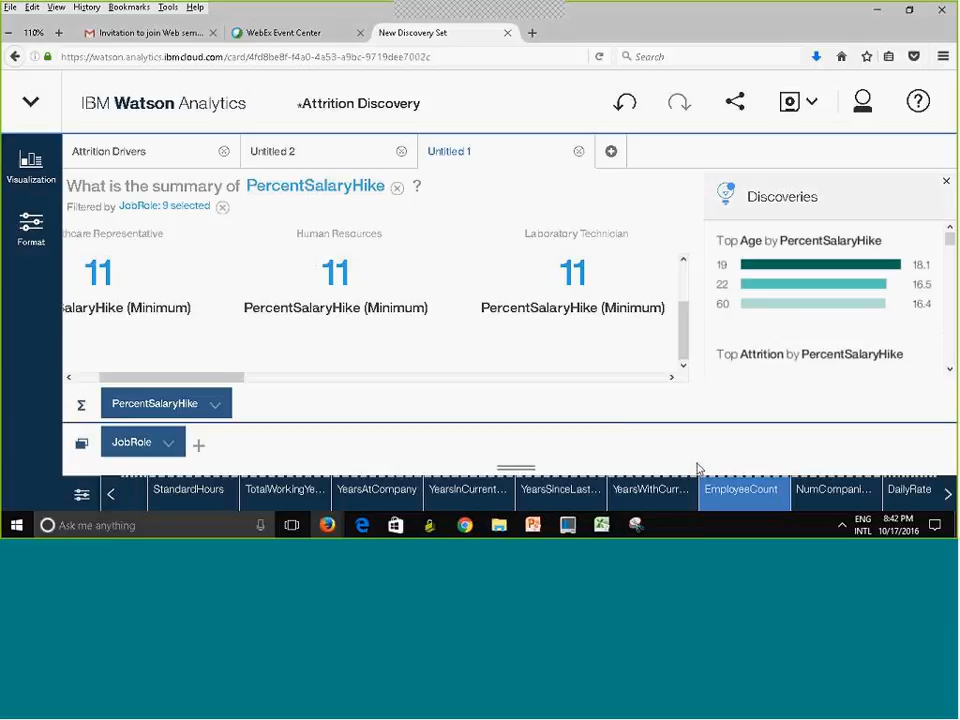 File Edit View History Bookmarks Tools Help
110% Invitation to join Web sem... WebEx Event Center New Discovery Set
https://watson.analytics.ibmcloud.com/card/4fd8be8f-f4a0-4a53-a9bc-9719dee7002c Search
IBM Watson Analytics *Attrition Discovery
Attrition Drivers Untitled 2 Untitled 1
Visualization
Format
What is the summary of PercentSalaryHike ?
Filtered by JobRole: 9 selected
thcare Representative Human Resources Laboratory Technician
11 11 11
SalaryHike (Minimum) PercentSalaryHike (Minimum) PercentSalaryHike (Minimum)
Discoveries
Top Age by PercentSalaryHike
19 18.1
22 16.5
60 16.4
Top Attrition by PercentSalaryHike
Σ PercentSalaryHike
JobRole +
StandardHours TotalWorkingYe... YearsAtCompany YearsInCurrent... YearsSinceLast... YearsWithCurr... EmployeeCount NumCompani... DailyRate
Ask me anything
ENG 8:42 PM
INTL 10/17/2016